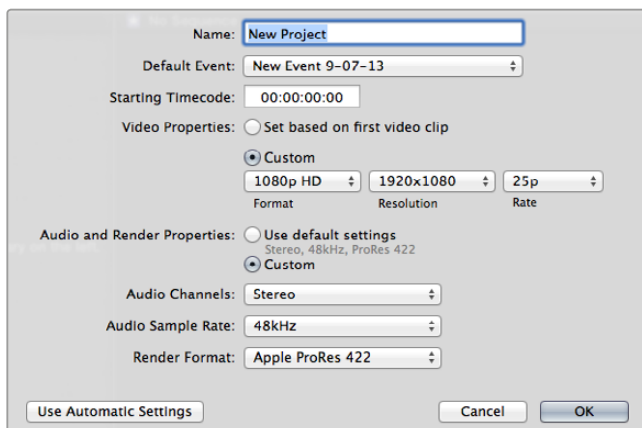 Name: New Project
Default Event: New Event 9-07-13
Starting Timecode: 00:00:00:00
Video Properties: Set based on first video clip
Custom
1080p HD 1920x1080 25p
Format Resolution Rate
Audio and Render Properties: Use default settings
Stereo, 48kHz, ProRes 422
Custom
Audio Channels: Stereo
Audio Sample Rate: 48kHz
Render Format: Apple ProRes 422
Use Automatic Settings Cancel OK